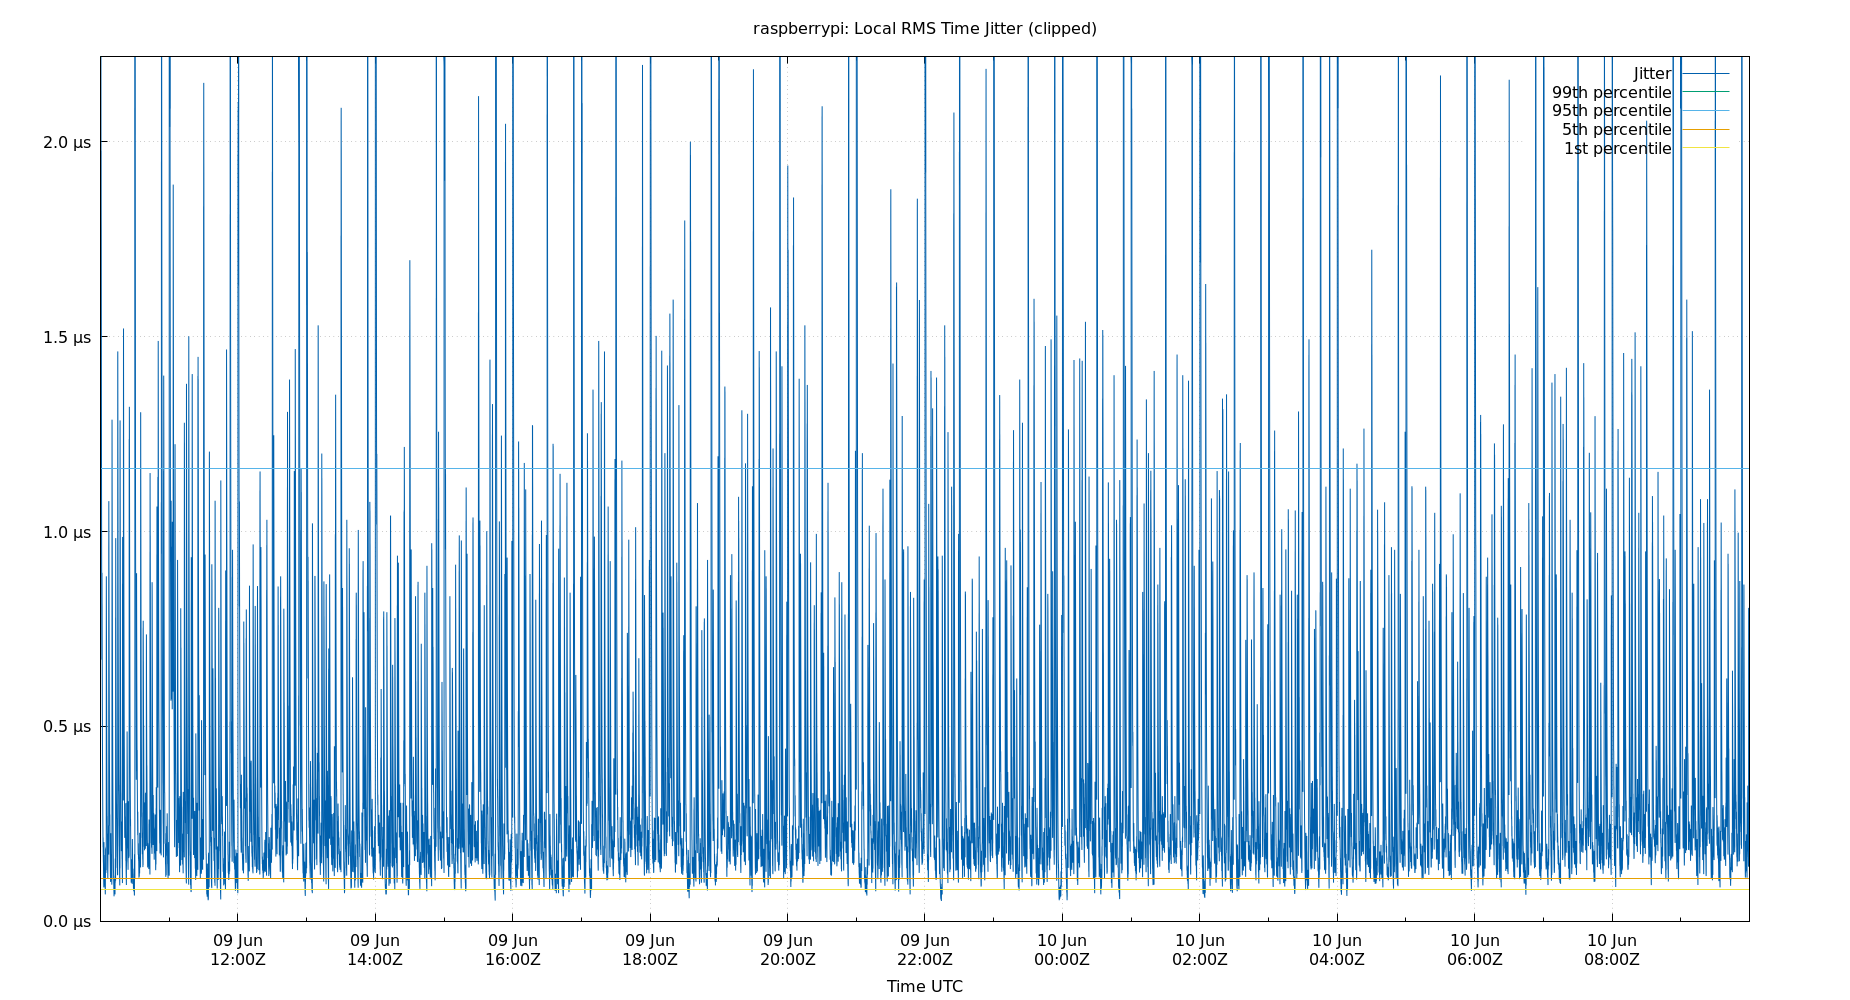 raspberrypi: Local RMS Time Jitter (clipped)
Jitter
99th percentile
95th percentile
5th percentile
1st percentile
2.0 µs
1.5 µs
1.0 µs
0.5 µs
0.0 µs
09 Jun 09 Jun 09 Jun 09 Jun 09 Jun 09 Jun 10 Jun 10 Jun 10 Jun 10 Jun 10 Jun
12:00Z 14:00Z 16:00Z 18:00Z 20:00Z 22:00Z 00:00Z 02:00Z 04:00Z 06:00Z 08:00Z
Time UTC